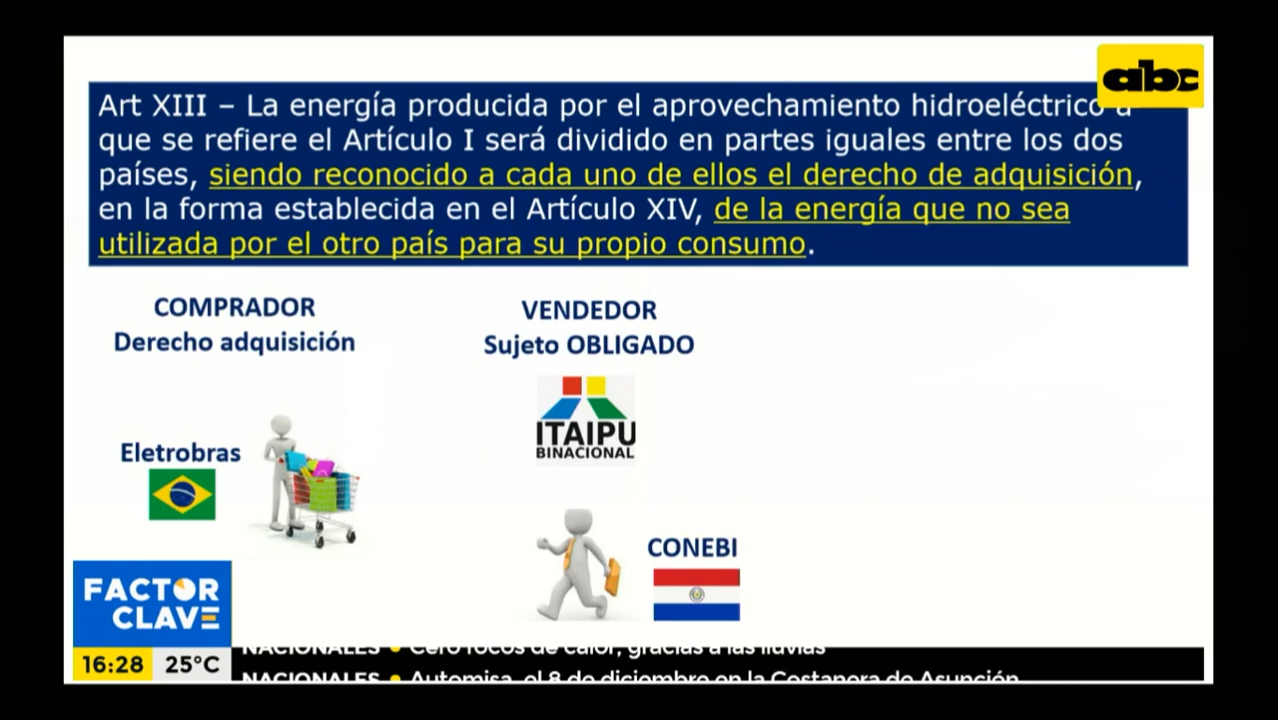 abc
Art XIII – La energía producida por el aprovechamiento hidroeléctrico a
que se refiere el Artículo I será dividido en partes iguales entre los dos
países, siendo reconocido a cada uno de ellos el derecho de adquisición,
en la forma establecida en el Artículo XIV, de la energía que no sea
utilizada por el otro país para su propio consumo.
COMPRADOR
Derecho adquisición
VENDEDOR
Sujeto OBLIGADO
ITAIPU
BINACIONAL
Eletrobras
CONEBI
FACTOR
CLAVE
16:28 25°C
NACIONALES • Cero focos de calor, gracias a las lluvias
NACIONALES • Automisa, el 8 de diciembre en la Costanera de Asunción